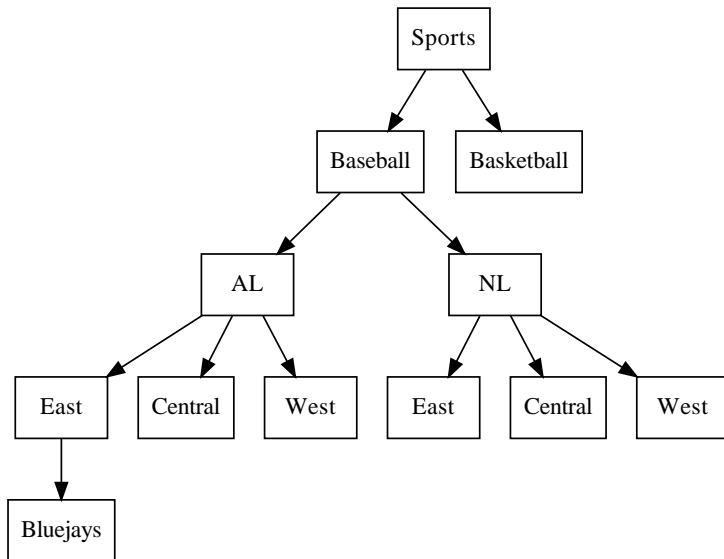 Sports
Baseball
Basketball
AL
NL
East
Central
West
East
Central
West
Bluejays